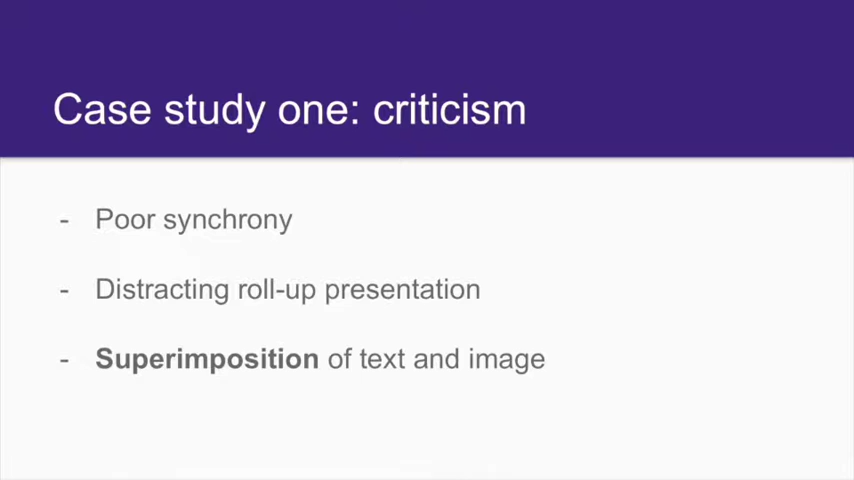 Case study one: criticism
- Poor synchrony
- Distracting roll-up presentation
- Superimposition of text and image